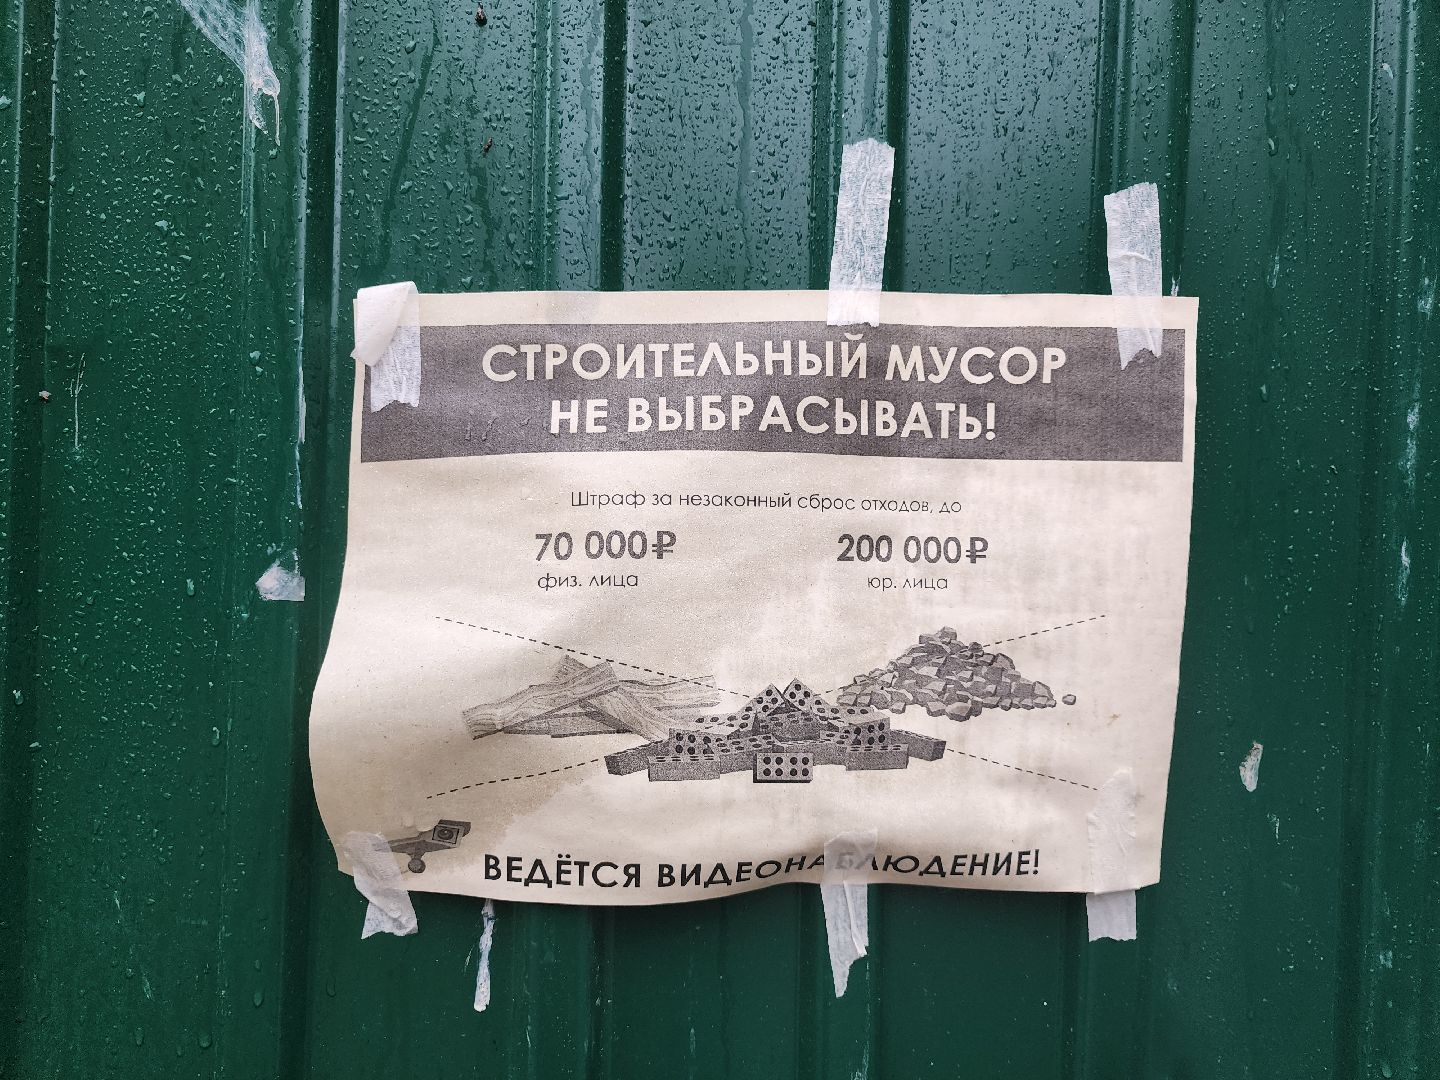 СТРОИТЕЛЬНЫЙ МУСОР
НЕ ВЫБРАСЫВАТЬ!
Штраф за незаконный сброс отходов, до
70 000₽ 200 000₽
физ. лица юр. лица
ВЕДЁТСЯ ВИДЕОНАБЛЮДЕНИЕ!